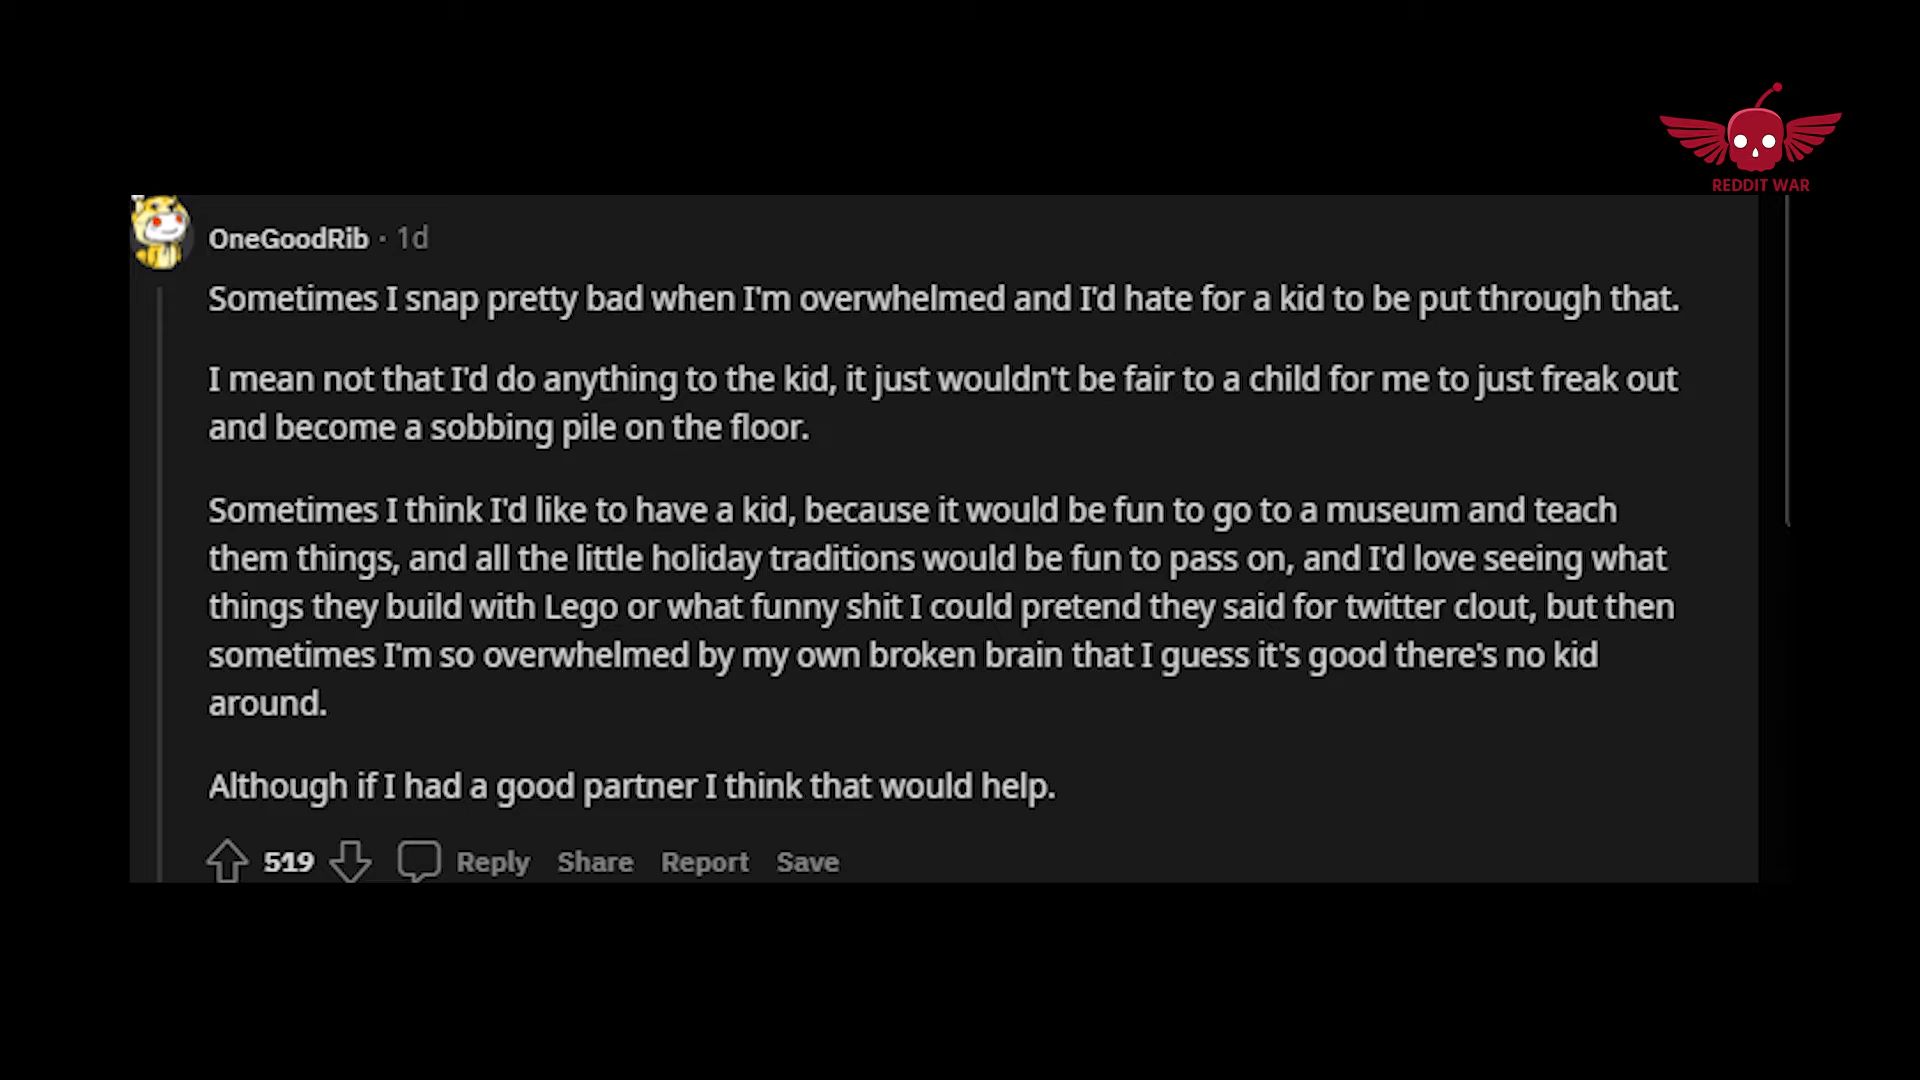 REDDIT WAR
OneGoodRib · 1d
Sometimes I snap pretty bad when I'm overwhelmed and I'd hate for a kid to be put through that.
I mean not that I'd do anything to the kid, it just wouldn't be fair to a child for me to just freak out
and become a sobbing pile on the floor.
Sometimes I think I'd like to have a kid, because it would be fun to go to a museum and teach
them things, and all the little holiday traditions would be fun to pass on, and I'd love seeing what
things they build with Lego or what funny shit I could pretend they said for twitter clout, but then
sometimes I'm so overwhelmed by my own broken brain that I guess it's good there's no kid
around.
Although if I had a good partner I think that would help.
519 Reply Share Report Save